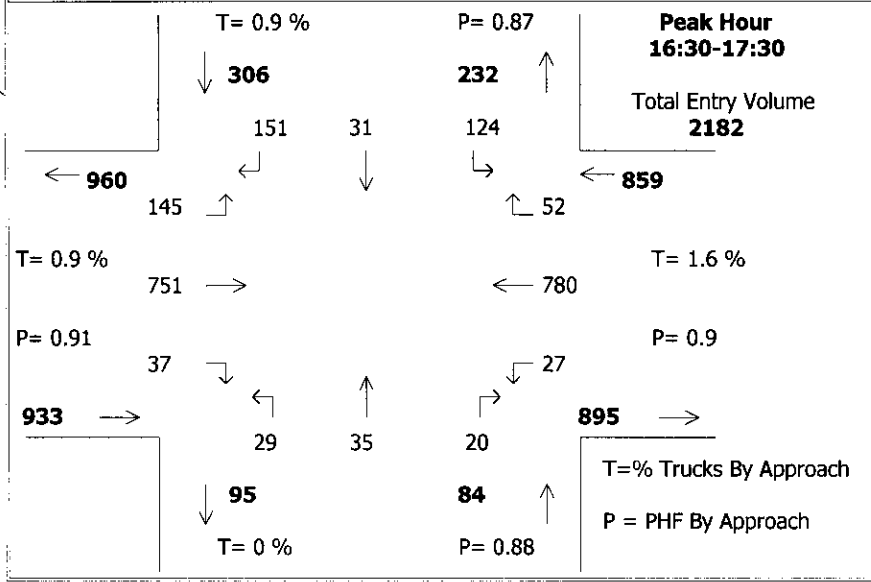 T= 0.9 % P= 0.87 Peak Hour
16:30-17:30
306 232
Total Entry Volume
151 31 124 2182
960 859
145 52
T= 0.9 % T= 1.6 %
751 780
P= 0.91 P= 0.9
37 27
933 895
29 35 20
T=% Trucks By Approach
95 84
P = PHF By Approach
T= 0 % P= 0.88